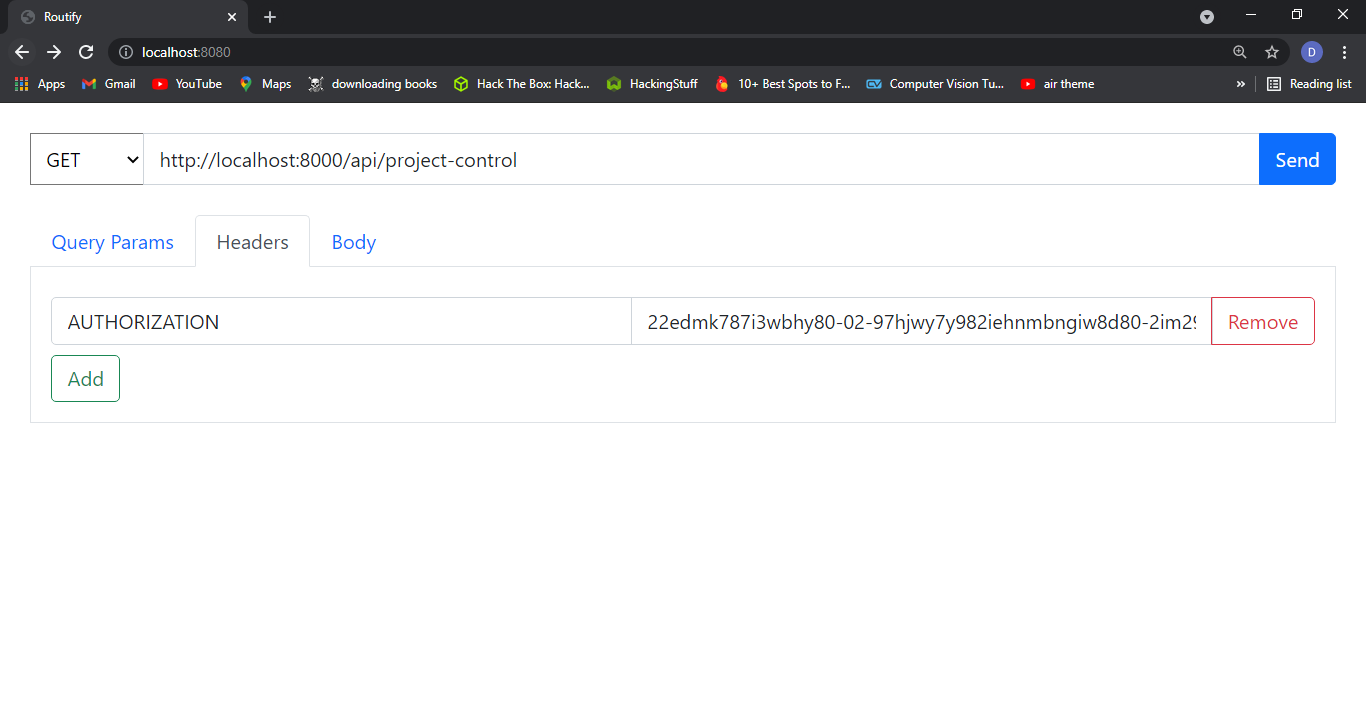 Routify
localhost:8080
D
Apps Gmail YouTube Maps downloading books Hack The Box: Hack... HackingStuff 10+ Best Spots to F... CV Computer Vision Tu... air theme » Reading list
GET http://localhost:8000/api/project-control Send
Query Params Headers Body
AUTHORIZATION 22edmk787i3wbhy80-02-97hjwy7y982iehnmbngiw8d80-2im29 Remove
Add